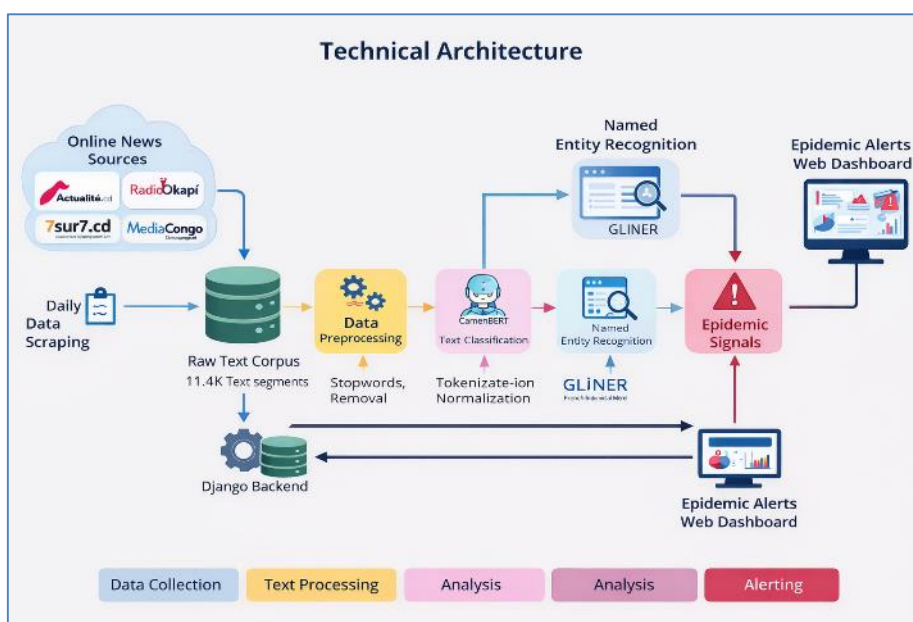 Technical Architecture
Online News
Sources
Actualité.cd
RadioOkapí
7sur7.cd
MediaCongo
Named
Entity Recognition
GLINER
Epidemic Alerts
Web Dashboard
Daily
Data
Scraping
Raw Text Corpus
11.4K Text segments
Data
Preprocessing
Stopwords,
Removal
CamenBERT
Text Classification
Tokenizate-ion
Normalization
Named
Entity Recognition
GLiNER
Epidemic
Signals
Django Backend
Epidemic Alerts
Web Dashboard
Data Collection
Text Processing
Analysis
Analysis
Alerting